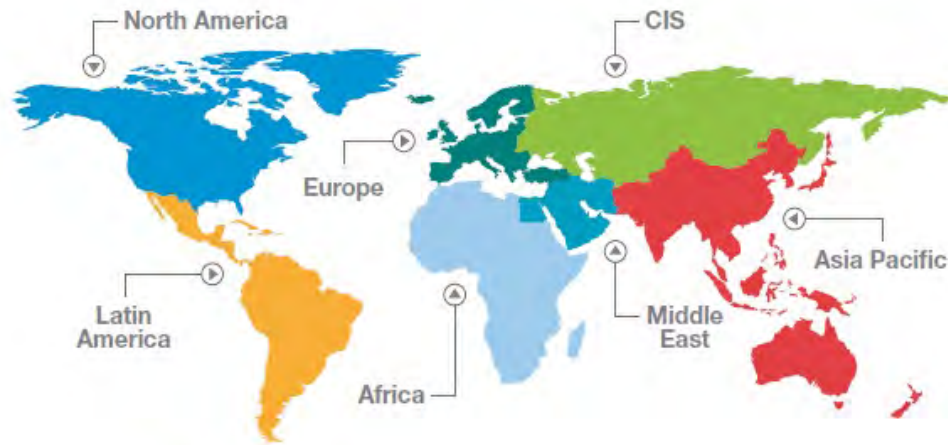 North America
CIS
Europe
Asia Pacific
Latin
America
Middle
East
Africa